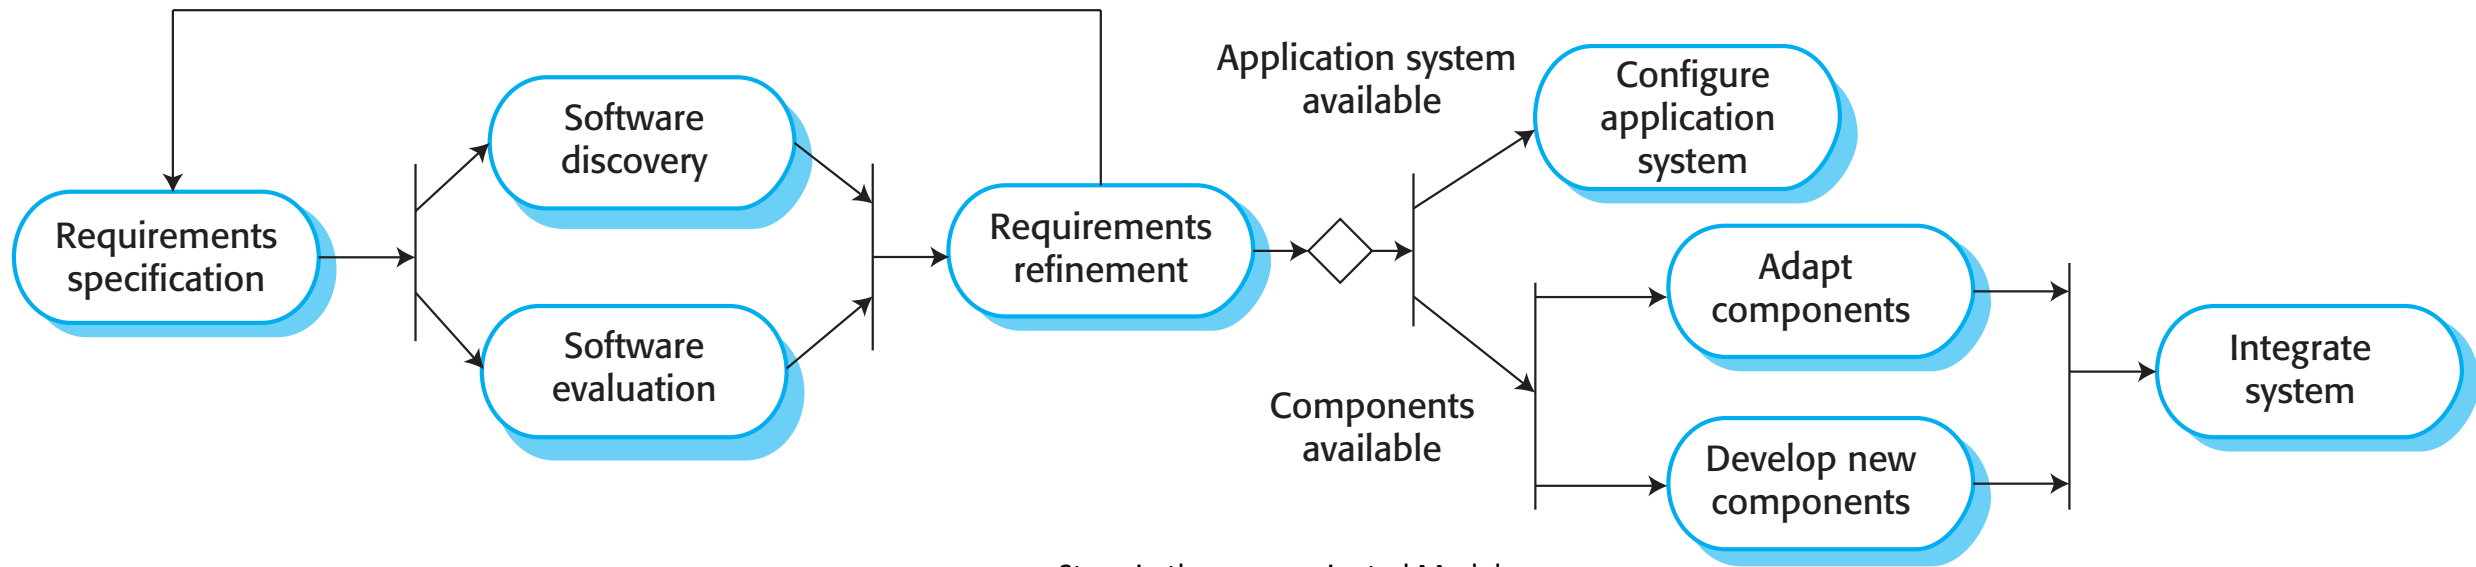 Requirements
specification
Software
discovery
Software
evaluation
Requirements
refinement
Application system
available
Components
available
Configure
application
system
Adapt
components
Develop new
components
Integrate
system